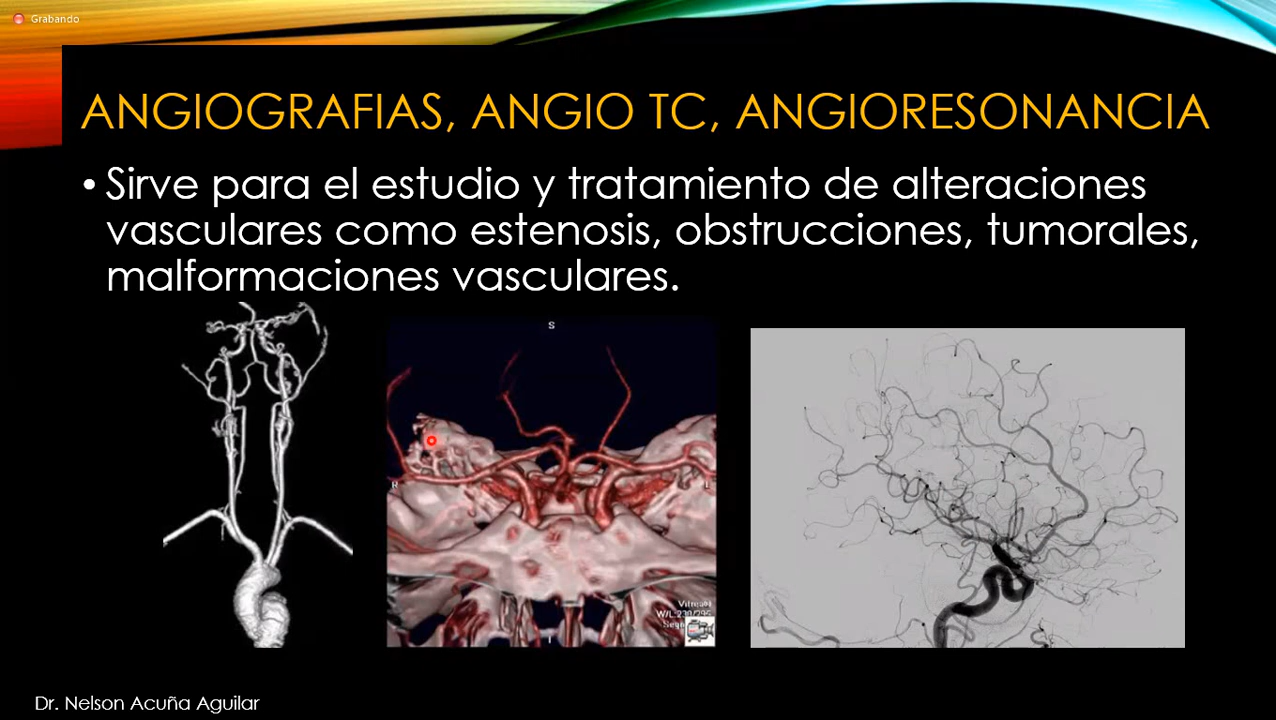 Grabando
ANGIOGRAFIAS, ANGIO TC, ANGIORESONANCIA
• Sirve para el estudio y tratamiento de alteraciones
vasculares como estenosis, obstrucciones, tumorales,
malformaciones vasculares.
S
R
L
I
W/L:
Dr. Nelson Acuña Aguilar